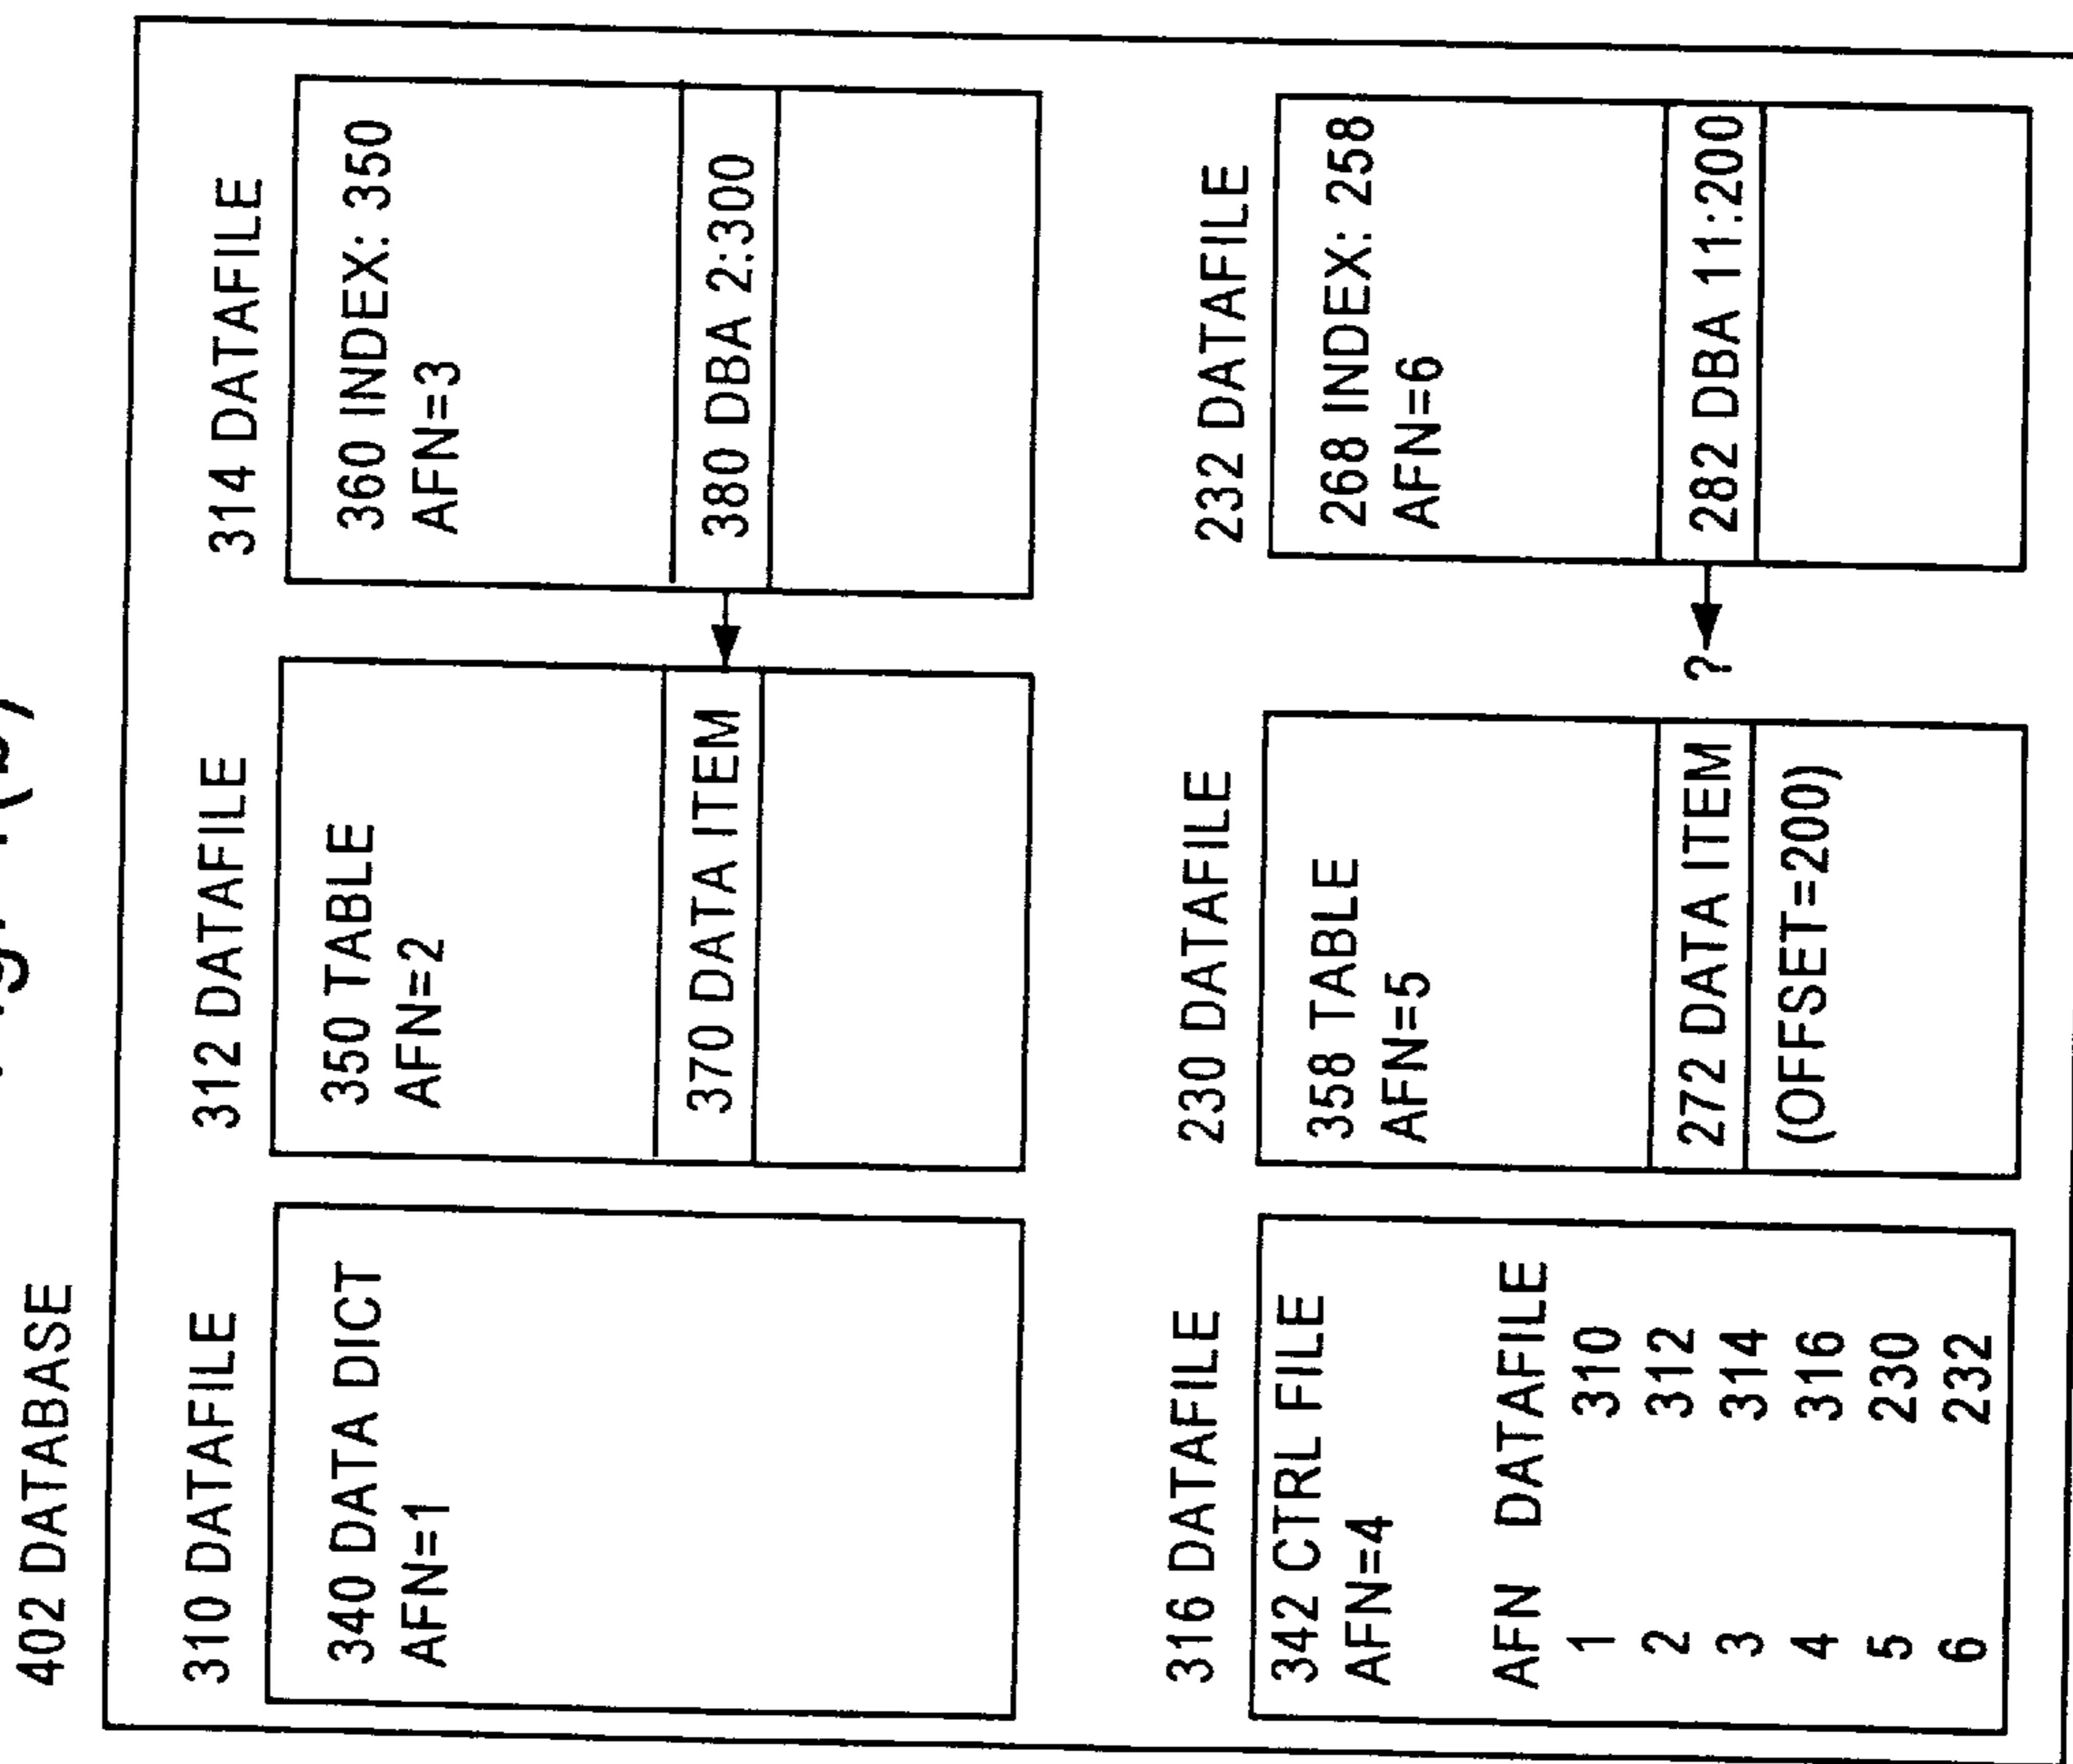 402 DATABASE
310 DATAFILE
340 DATA DICT
AFN=1
312 DATAFILE
350 TABLE
AFN=2
370 DATA ITEM
314 DATAFILE
360 INDEX: 350
AFN=3
380 DBA 2:300
316 DATAFILE
342 CTRL FILE
AFN=4
AFN DATAFILE
1 310
2 312
3 314
4 316
5 230
6 232
230 DATAFILE
358 TABLE
AFN=5
272 DATA ITEM
(OFFSET=200)
?
232 DATAFILE
268 INDEX: 258
AFN=6
282 DBA 11:200